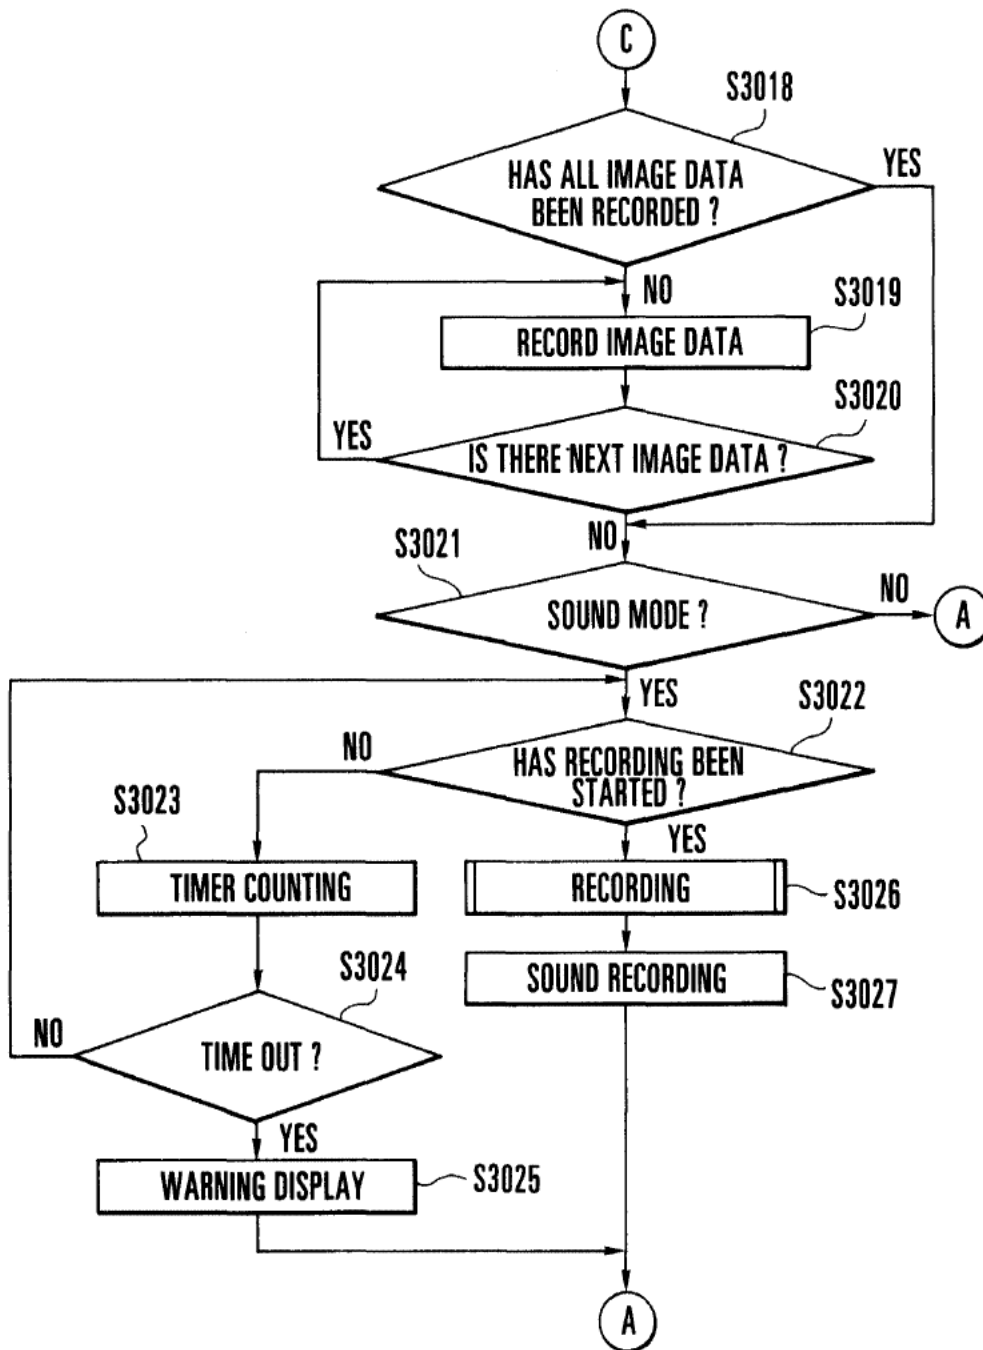 C
S3018
HAS ALL IMAGE DATA
BEEN RECORDED ?
YES
NO
S3019
RECORD IMAGE DATA
S3020
YES
IS THERE NEXT IMAGE DATA ?
NO
S3021
SOUND MODE ?
NO
A
YES
S3022
NO
HAS RECORDING BEEN
STARTED ?
S3023
YES
TIMER COUNTING
RECORDING
S3026
S3024
SOUND RECORDING
S3027
NO
TIME OUT ?
YES
WARNING DISPLAY
S3025
A